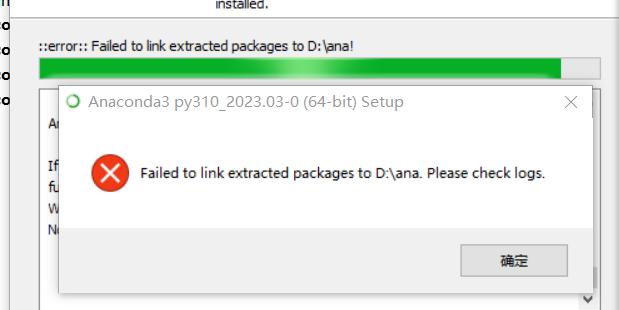 installed.
::error:: Failed to link extracted packages to D:\ana!
Anaconda3 py310_2023.03-0 (64-bit) Setup
Failed to link extracted packages to D:\ana. Please check logs.
确定
If